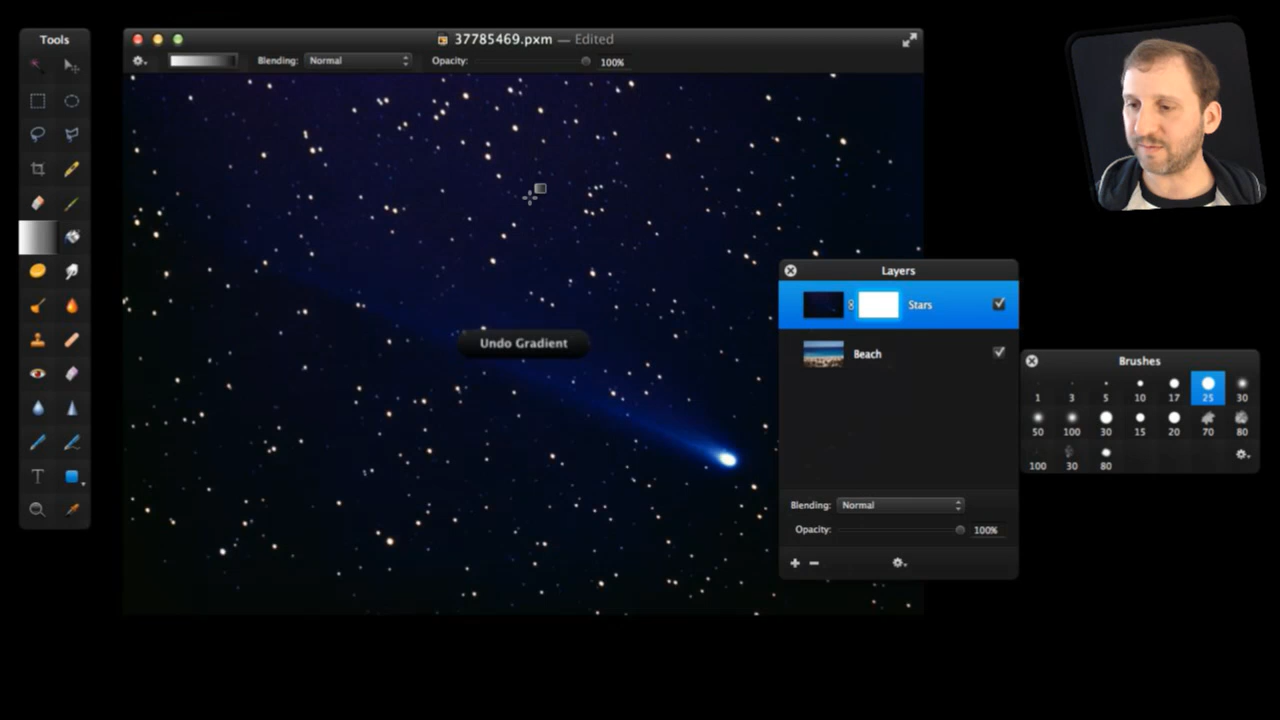 Tools
37785469.pxm — Edited
Blending: Normal Opacity: 100%
Undo Gradient
Layers
Stars
Beach
Blending: Normal
Opacity: 100%
Brushes
1 3 5 10 17 25 30
50 100 30 15 20 70 80
100 30 80
T